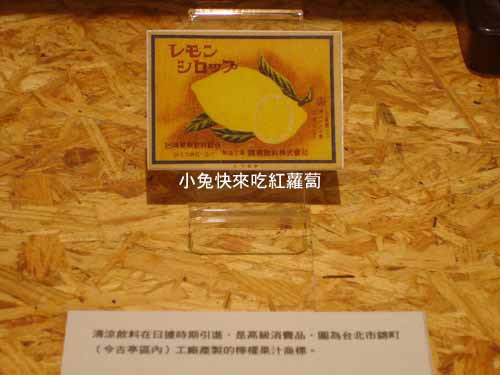 レモン
シロップ
小兔快來吃紅蘿蔔
清涼飲料在日據時期引進，是高級消費品，圖為台北市錦町
（今古亭區內）工廠產製的檸檬果汁商標。